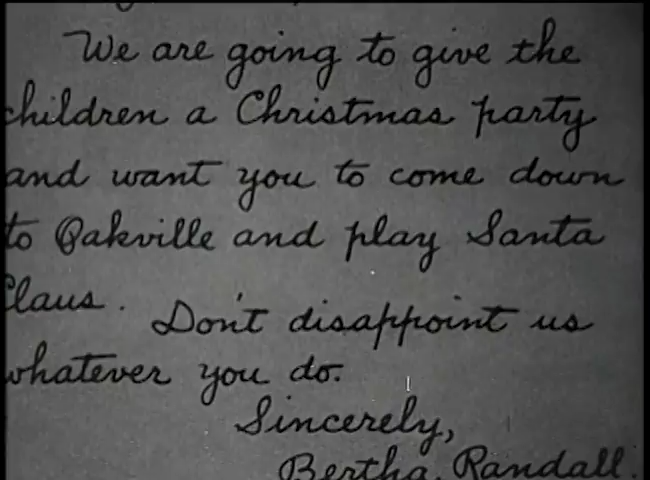 We are going to give the
children a Christmas party
and want you to come down
to Oakville and play Santa
Claus. Don't disappoint us
whatever you do.
Sincerely,
Bertha Randall.